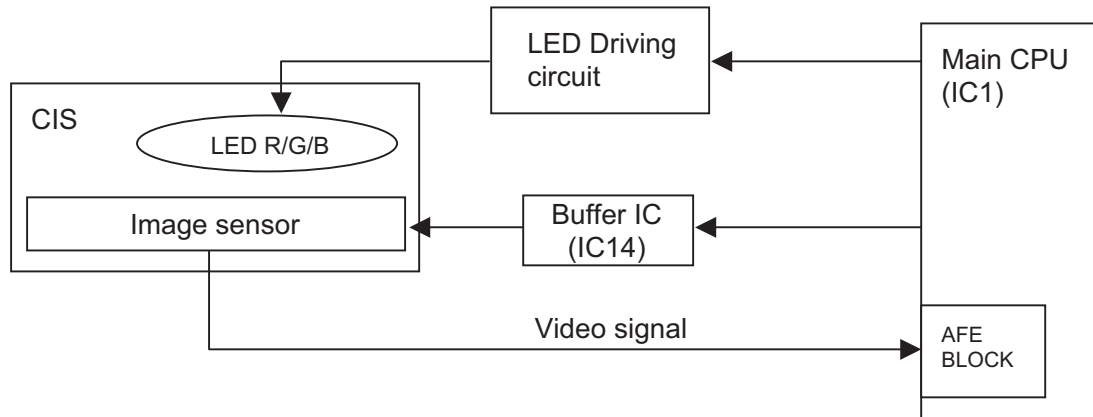 LED Driving
circuit
Main CPU
(IC1)
CIS
LED R/G/B
Image sensor
Buffer IC
(IC14)
Video signal
AFE
BLOCK